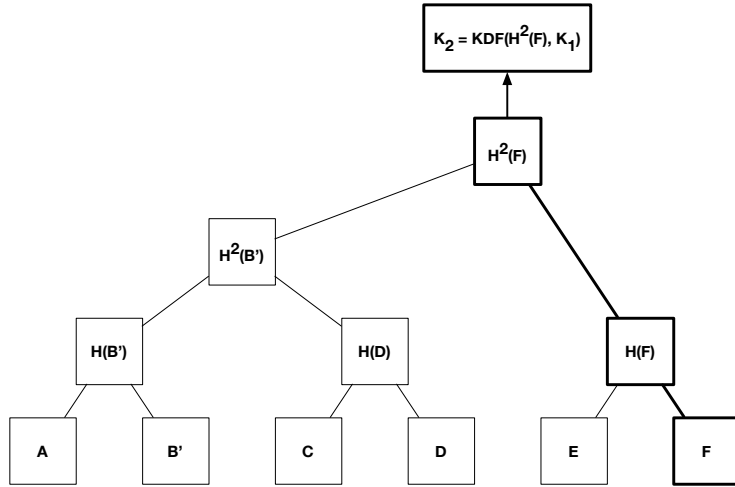 K₂ = KDF(H²(F), K₁)
H²(F)
H²(B')
H(B')
H(D)
H(F)
A
B'
C
D
E
F